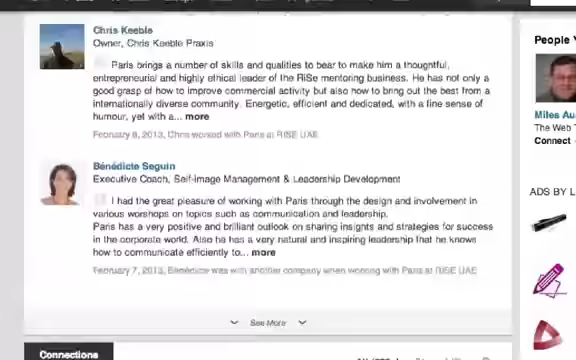 Chris Keeble
Owner, Chris Keeble Praxis
Paris brings a number of skills and qualities to bear to make him a thoughtful,
entrepreneurial and highly ethical leader of the RiSe mentoring business. He has not only a
good grasp of how to improve commercial activity but also how to bring out the best from a
internationally diverse community. Energetic, efficient and dedicated, with a fine sense of
humour, yet with a... more
February 8, 2013, Chris worked with Paris at RISE UAE
Bénédicte Seguin
Executive Coach, Self-Image Management & Leadership Development
I had the great pleasure of working with Paris through the design and involvement in
various worshops on topics such as communication and leadership.
Paris has a very positive and brilliant outlook on sharing insights and strategies for success
in the corporate world. Also he has a very natural and inspiring leadership that he knows
how to communicate efficiently to... more
February 7, 2013, Bénédicte was with another company when working with Paris at RISE UAE
See More
Connections
People Y
Miles Au
The Web T
Connect
ADS BY L